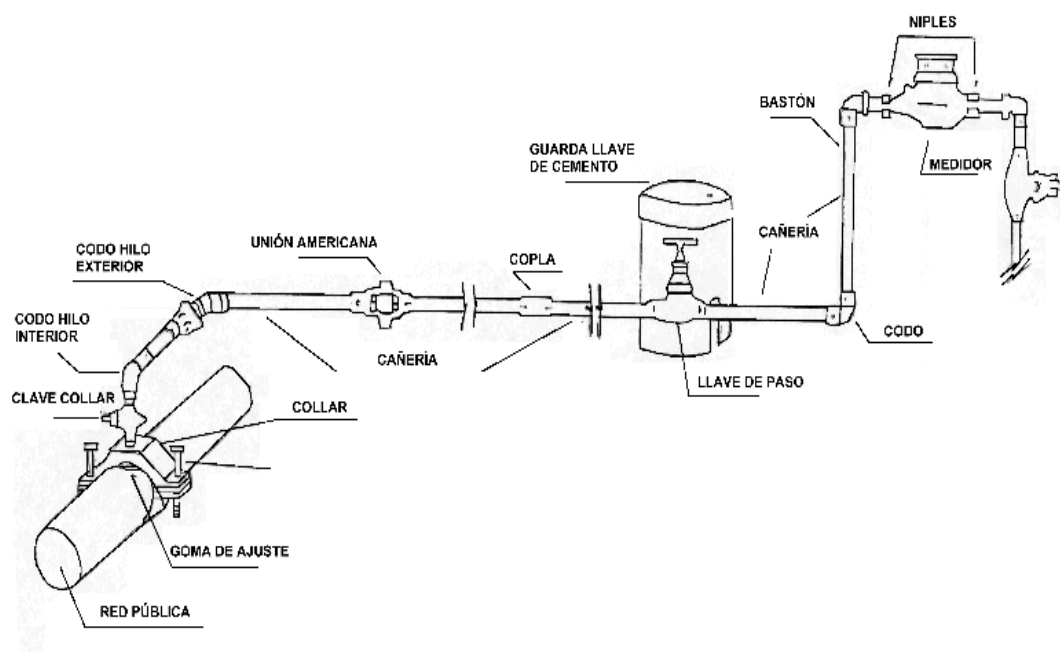 NIPLES
BASTÓN
GUARDA LLAVE
DE CEMENTO
MEDIDOR
CODO HILO
EXTERIOR
UNIÓN AMERICANA
COPLA
CAÑERÍA
CODO HILO
INTERIOR
CAÑERÍA
CODO
LLAVE DE PASO
CLAVE COLLAR
COLLAR
GOMA DE AJUSTE
RED PÚBLICA